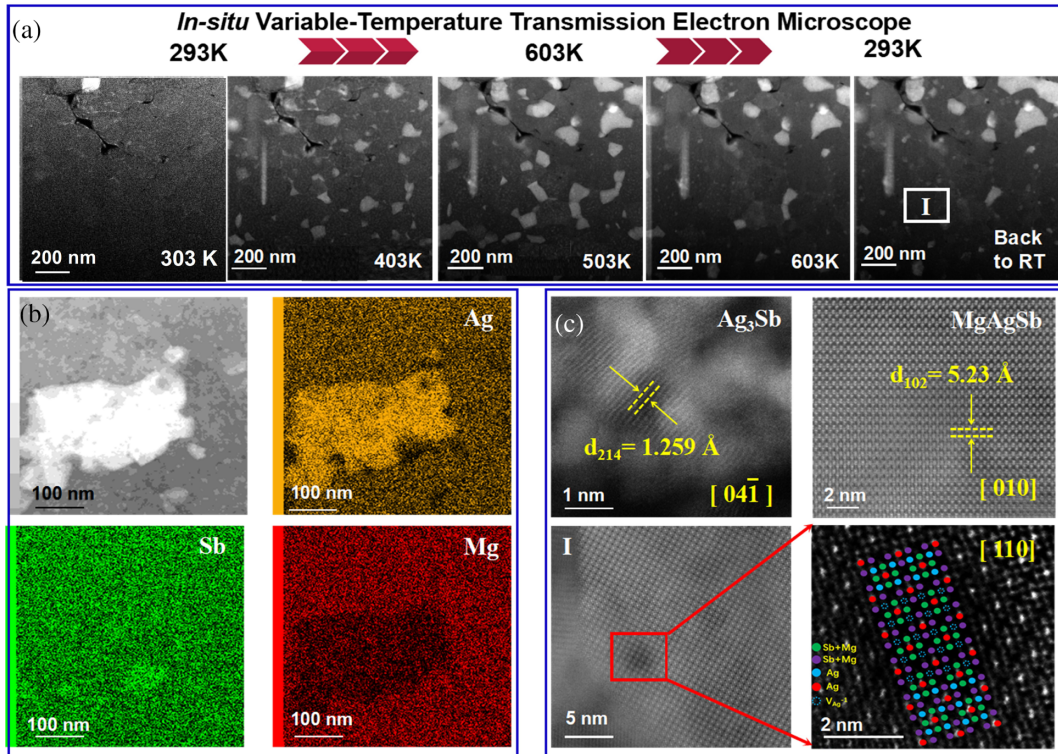 (a)
In-situ Variable-Temperature Transmission Electron Microscope
293K 603K 293K
200 nm 303 K
200 nm 403K
200 nm 503K
200 nm 603K
I
200 nm Back to RT
(b)
100 nm
Ag
100 nm
Sb
100 nm
Mg
100 nm
(c)
Ag₃Sb
d₂₁₄= 1.259 Å
1 nm
[ 041̅ ]
MgAgSb
d₁₀₂= 5.23 Å
2 nm
[ 010]
I
5 nm
[ 110]
Sb+Mg
Sb+Mg
Ag
Ag
V_Ag⁻¹
2 nm